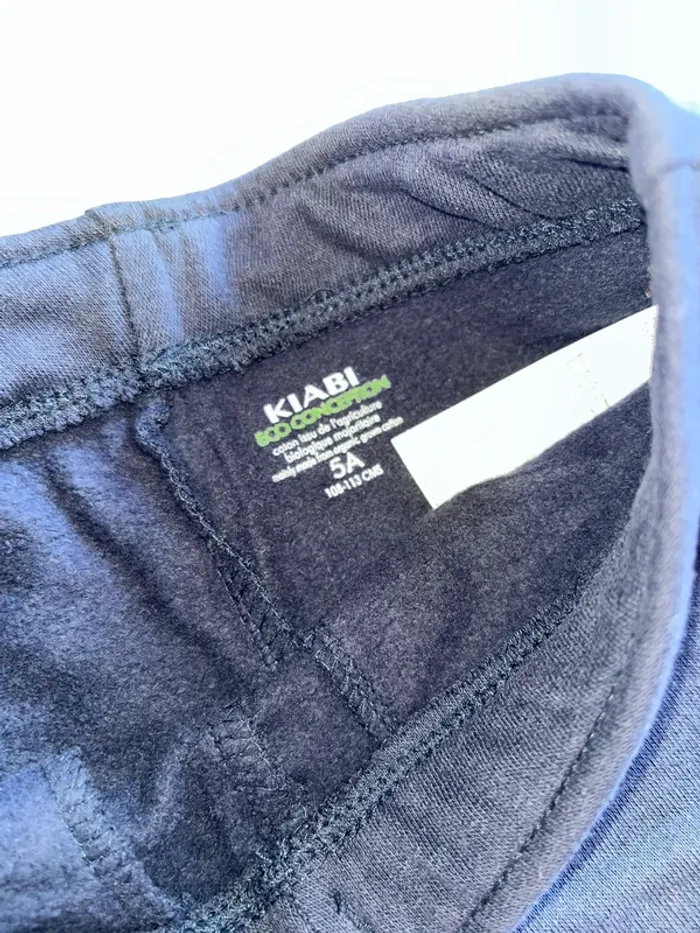 KIABI
ECO CONCEPTION
coton issu de l'agriculture
biologique majoritaire
mainly made from organic grown cotton
5A
108-113 CMS